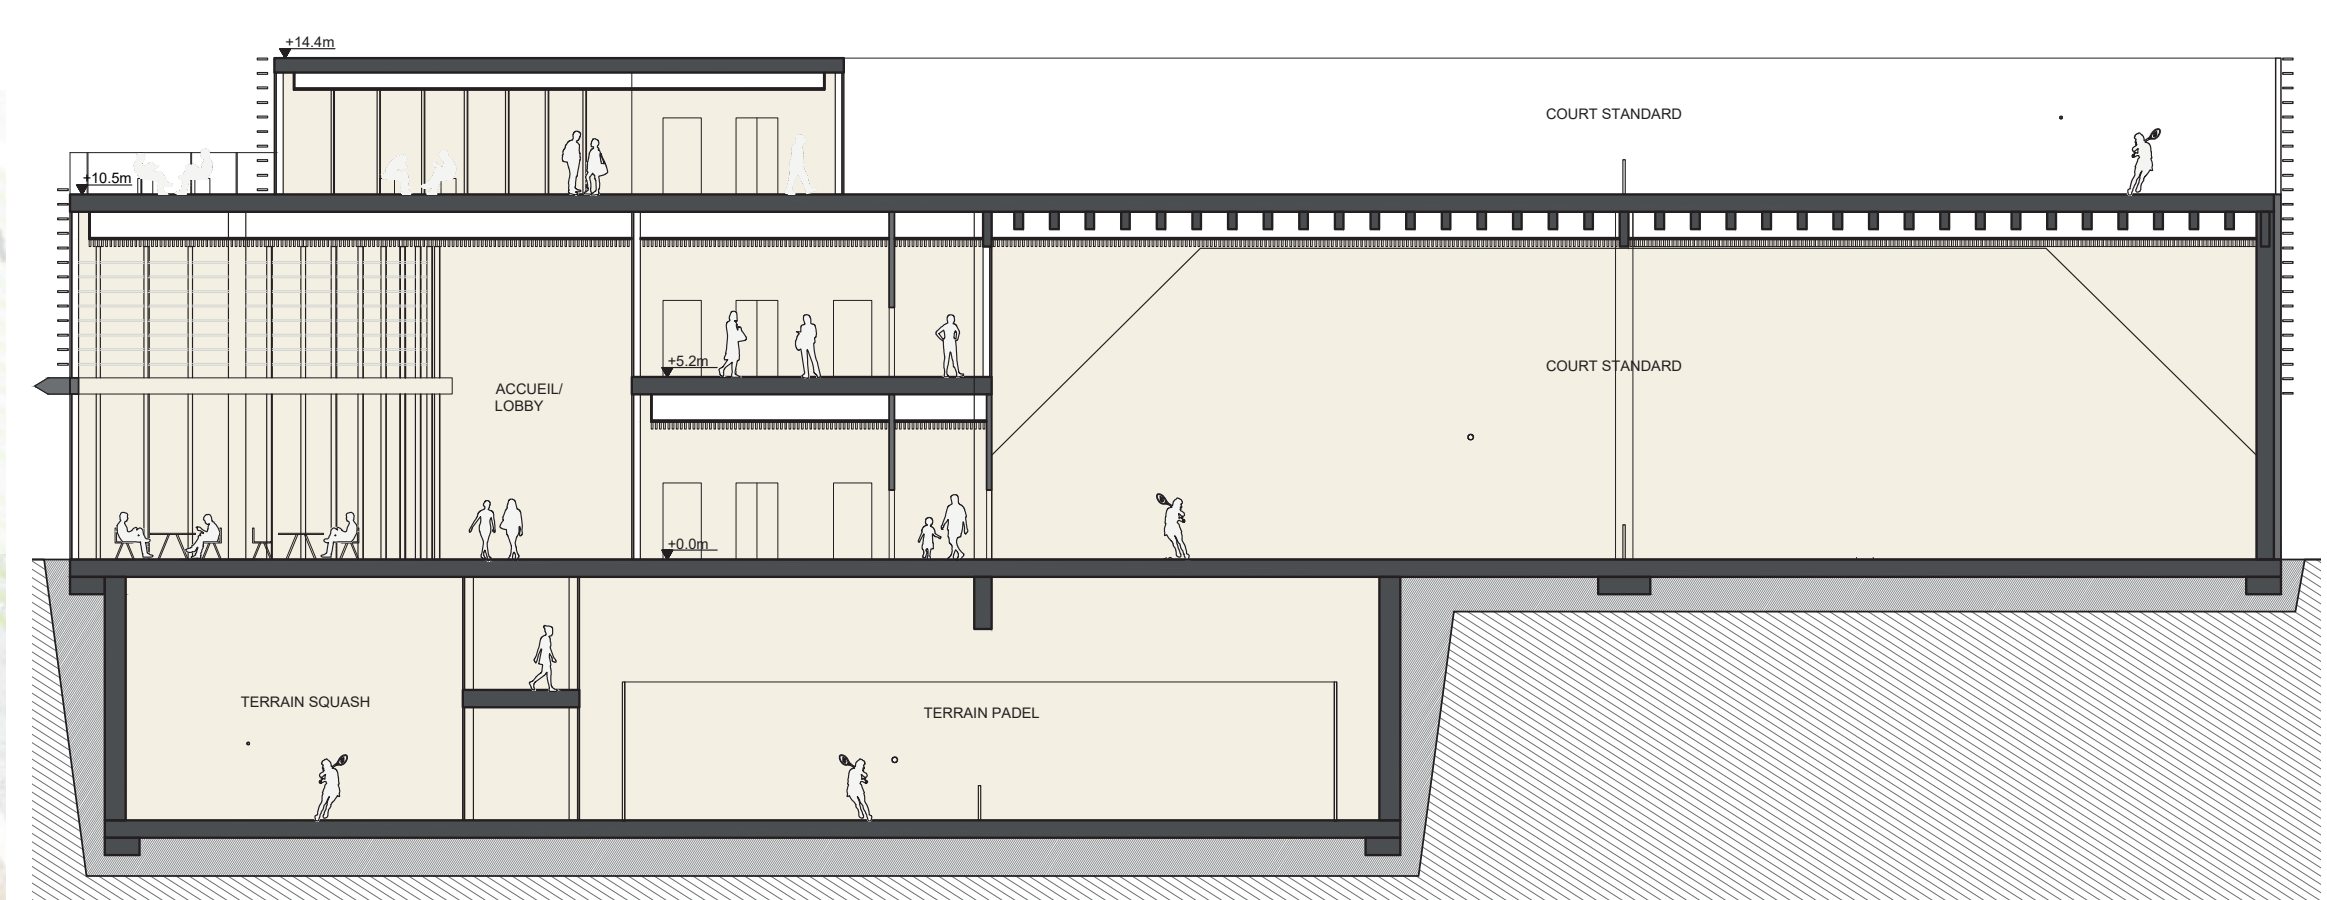 +14.4m
COURT STANDARD
+10.5m
+5.2m
COURT STANDARD
ACCUEIL/
LOBBY
+0.0m
TERRAIN SQUASH
TERRAIN PADEL